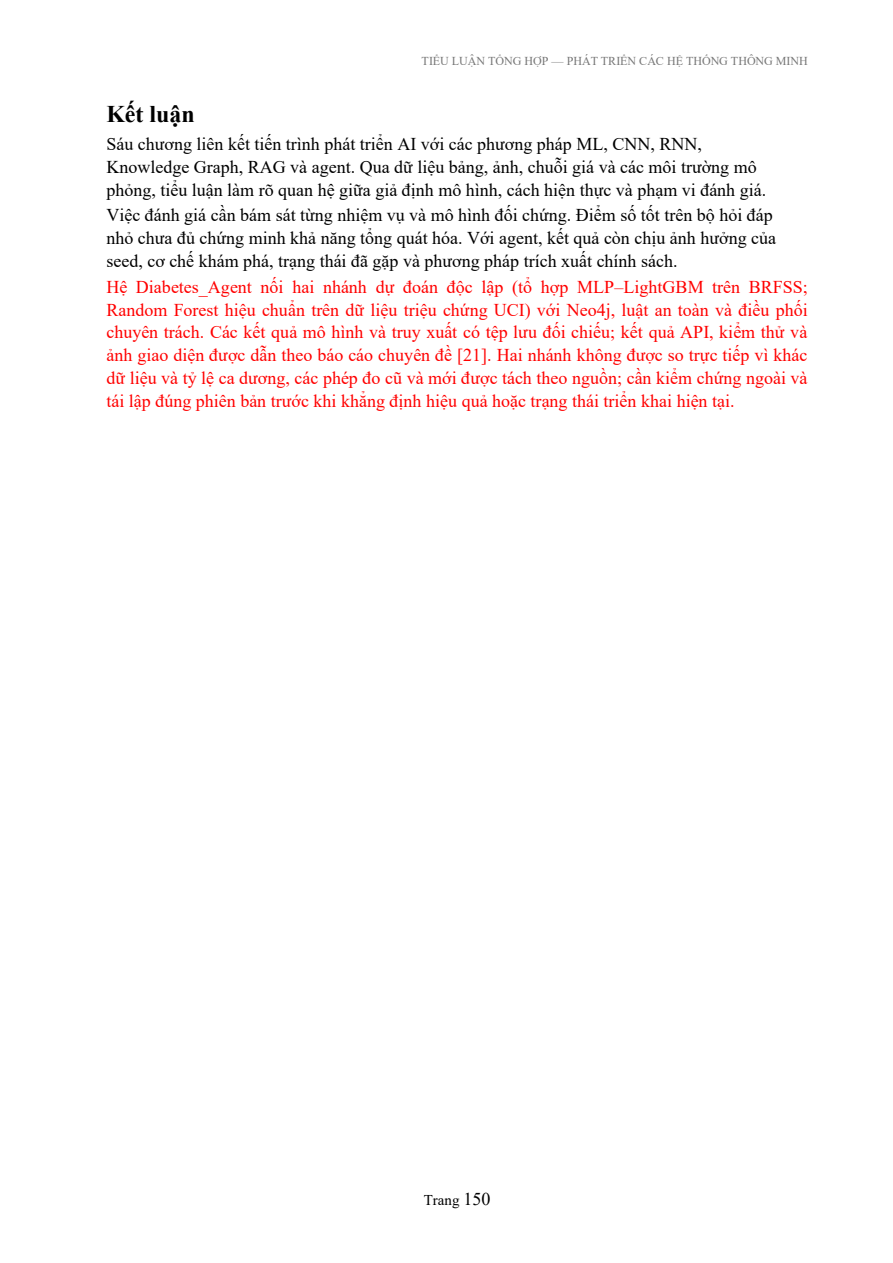 TIỂU LUẬN TỔNG HỢP — PHÁT TRIỂN CÁC HỆ THỐNG THÔNG MINH
Kết luận
Sáu chương liên kết tiến trình phát triển AI với các phương pháp ML, CNN, RNN,
Knowledge Graph, RAG và agent. Qua dữ liệu bảng, ảnh, chuỗi giá và các môi trường mô
phỏng, tiểu luận làm rõ quan hệ giữa giả định mô hình, cách hiện thực và phạm vi đánh giá.
Việc đánh giá cần bám sát từng nhiệm vụ và mô hình đối chứng. Điểm số tốt trên bộ hỏi đáp
nhỏ chưa đủ chứng minh khả năng tổng quát hóa. Với agent, kết quả còn chịu ảnh hưởng của
seed, cơ chế khám phá, trạng thái đã gặp và phương pháp trích xuất chính sách.
Hệ Diabetes_Agent nối hai nhánh dự đoán độc lập (tổ hợp MLP–LightGBM trên BRFSS;
Random Forest hiệu chuẩn trên dữ liệu triệu chứng UCI) với Neo4j, luật an toàn và điều phối
chuyên trách. Các kết quả mô hình và truy xuất có tệp lưu đối chiếu; kết quả API, kiểm thử và
ảnh giao diện được dẫn theo báo cáo chuyên đề [21]. Hai nhánh không được so trực tiếp vì khác
dữ liệu và tỷ lệ ca dương, các phép đo cũ và mới được tách theo nguồn; cần kiểm chứng ngoài và
tái lập đúng phiên bản trước khi khẳng định hiệu quả hoặc trạng thái triển khai hiện tại.
Trang 150